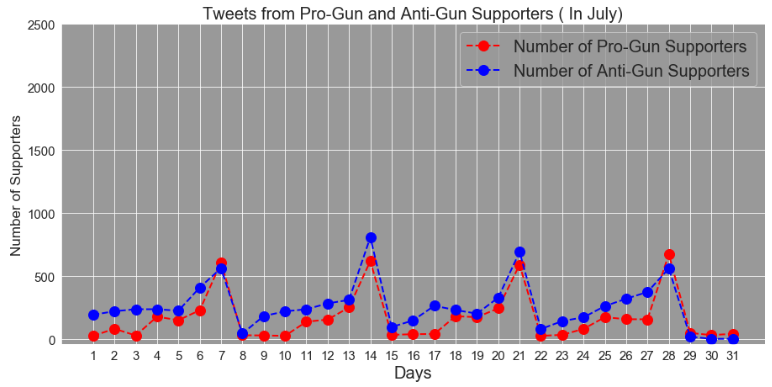 Tweets from Pro-Gun and Anti-Gun Supporters ( In July)
Number of Pro-Gun Supporters
Number of Anti-Gun Supporters
Number of Supporters
2500
2000
1500
1000
500
0
1 2 3 4 5 6 7 8 9 10 11 12 13 14 15 16 17 18 19 20 21 22 23 24 25 26 27 28 29 30 31
Days